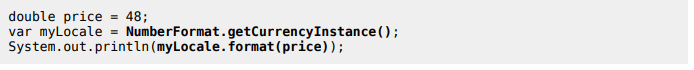 double price = 48;
var myLocale = NumberFormat.getCurrencyInstance();
System.out.println(myLocale.format(price));